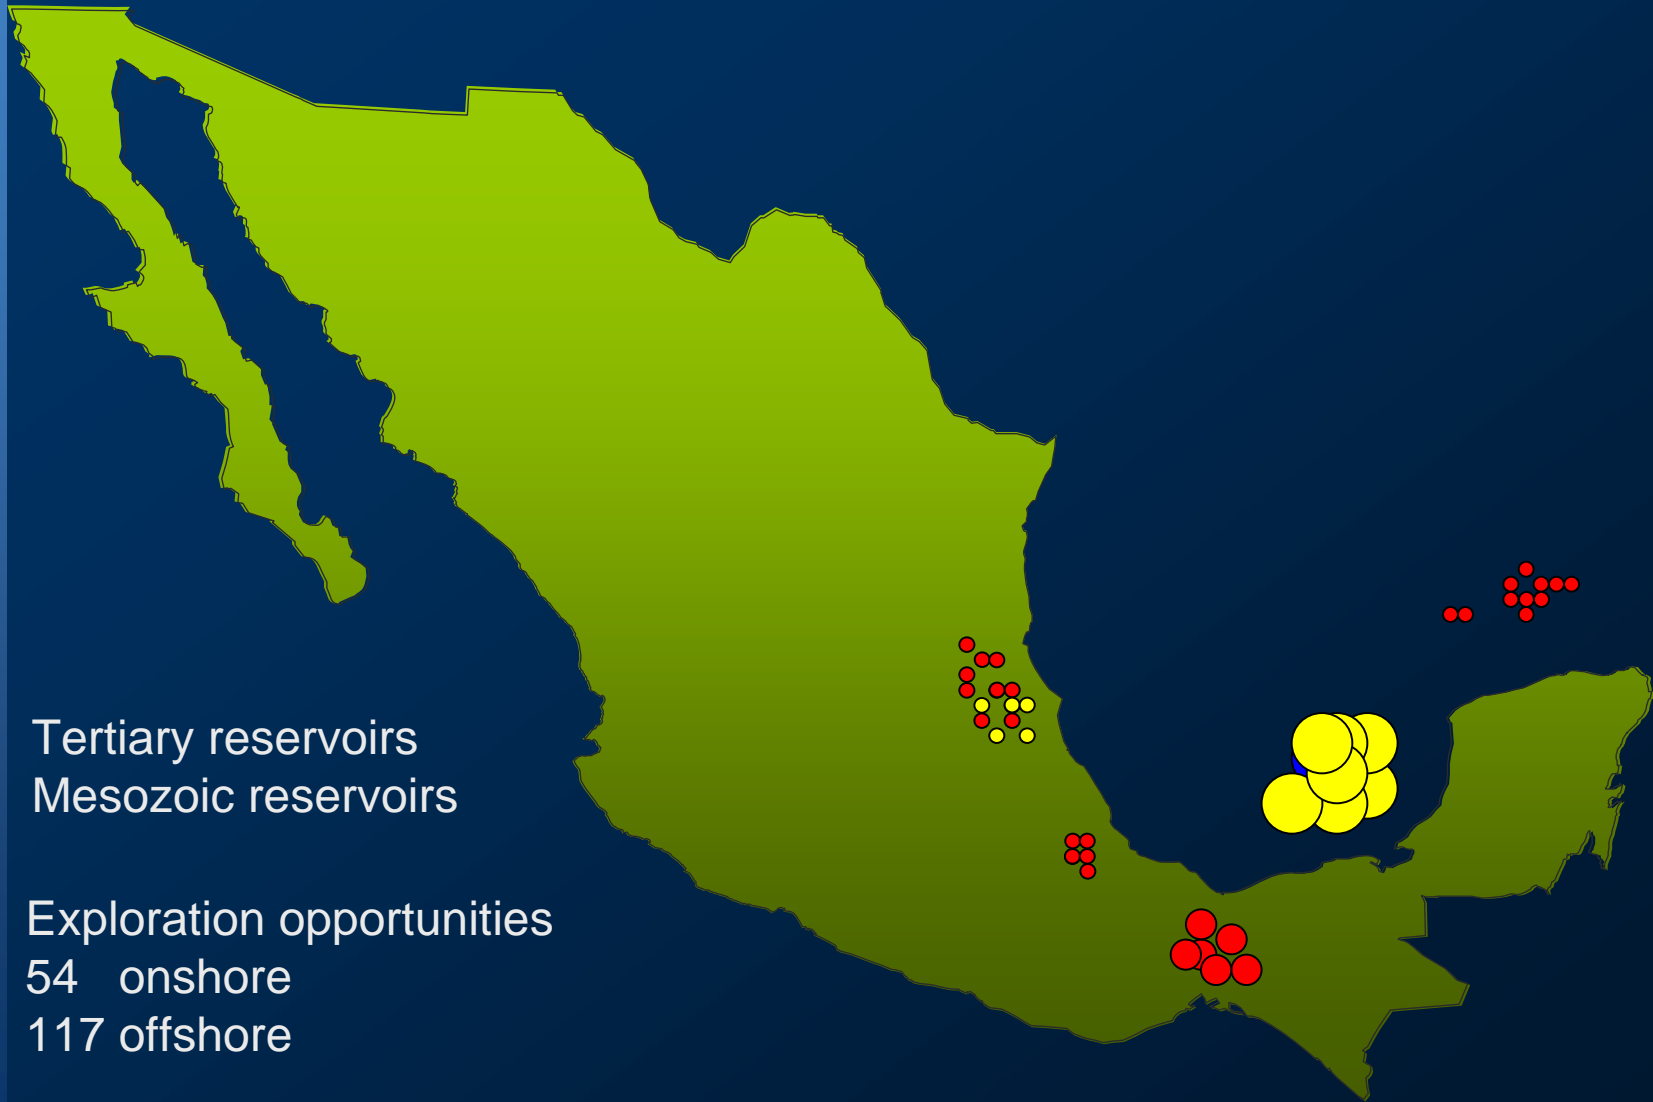 Tertiary reservoirs
Mesozoic reservoirs
Exploration opportunities
54 onshore
117 offshore